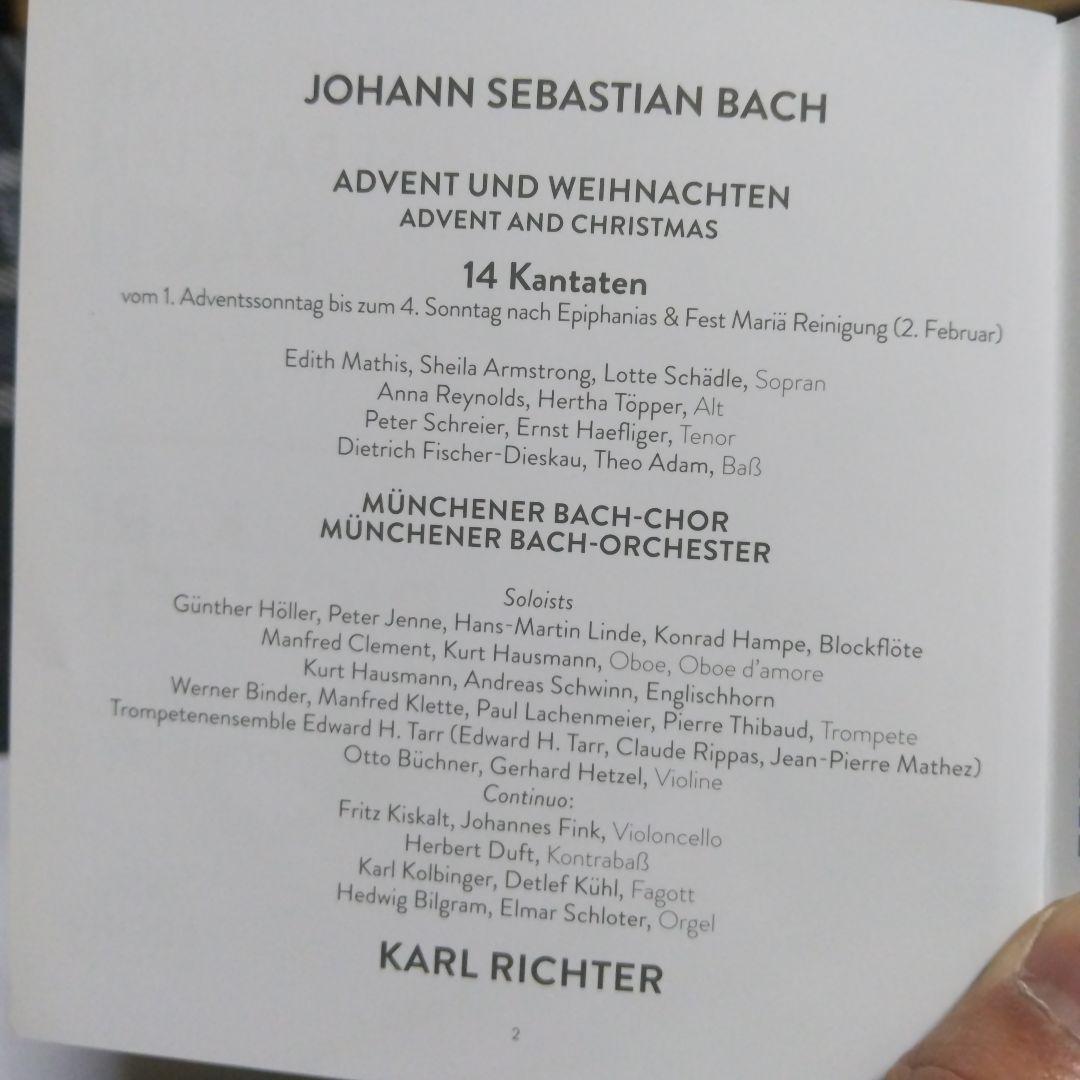 JOHANN SEBASTIAN BACH
ADVENT UND WEIHNACHTEN
ADVENT AND CHRISTMAS
14 Kantaten
vom 1. Adventssonntag bis zum 4. Sonntag nach Epiphanias & Fest Mariä Reinigung (2. Februar)
Edith Mathis, Sheila Armstrong, Lotte Schädle, Sopran
Anna Reynolds, Hertha Töpper, Alt
Peter Schreier, Ernst Haefliger, Tenor
Dietrich Fischer-Dieskau, Theo Adam, Baß
MÜNCHENER BACH-CHOR
MÜNCHENER BACH-ORCHESTER
Soloists
Günther Höller, Peter Jenne, Hans-Martin Linde, Konrad Hampe, Blockflöte
Manfred Clement, Kurt Hausmann, Oboe, Oboe d'amore
Kurt Hausmann, Andreas Schwinn, Englischhorn
Werner Binder, Manfred Klette, Paul Lachenmeier, Pierre Thibaud, Trompete
Trompetenensemble Edward H. Tarr (Edward H. Tarr, Claude Rippas, Jean-Pierre Mathez)
Otto Büchner, Gerhard Hetzel, Violine
Continuo:
Fritz Kiskalt, Johannes Fink, Violoncello
Herbert Duft, Kontrabaß
Karl Kolbinger, Detlef Kühl, Fagott
Hedwig Bilgram, Elmar Schloter, Orgel
KARL RICHTER
2